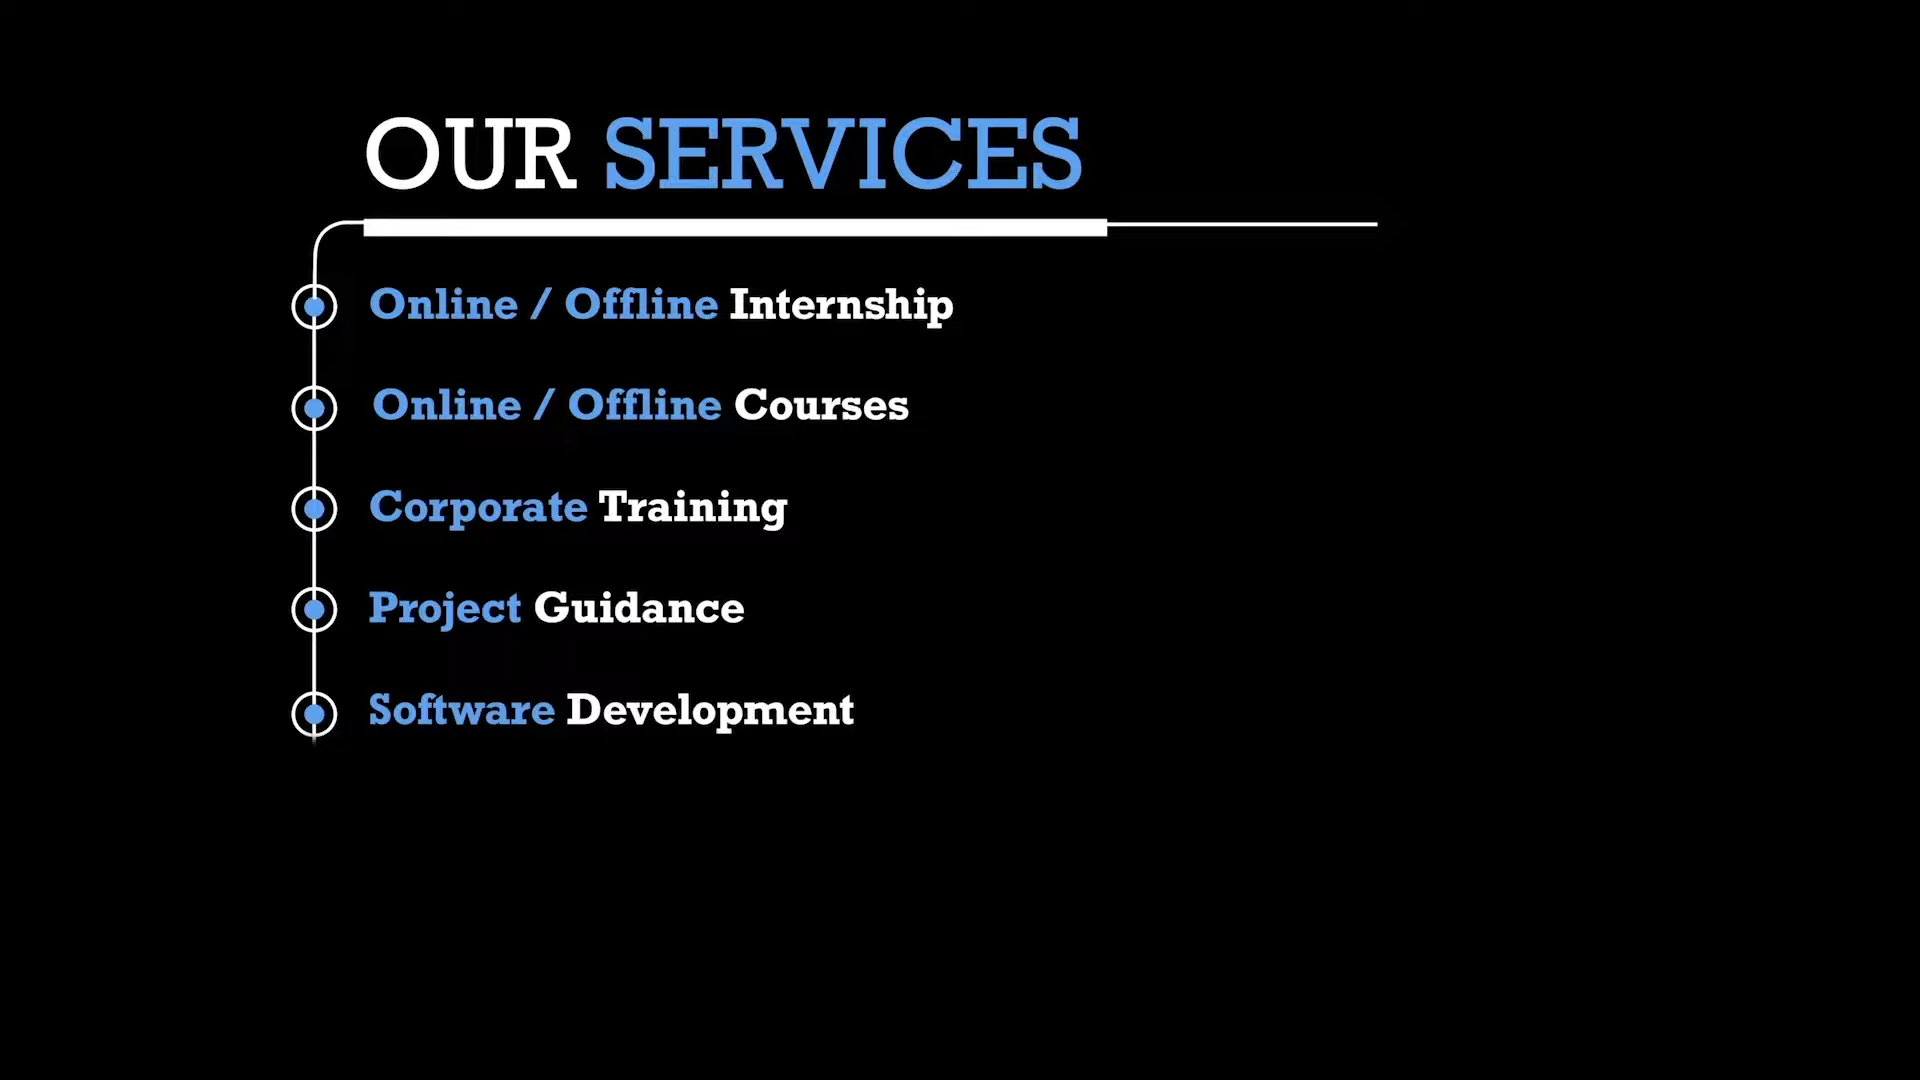 OUR SERVICES
Online / Offline Internship
Online / Offline Courses
Corporate Training
Project Guidance
Software Development